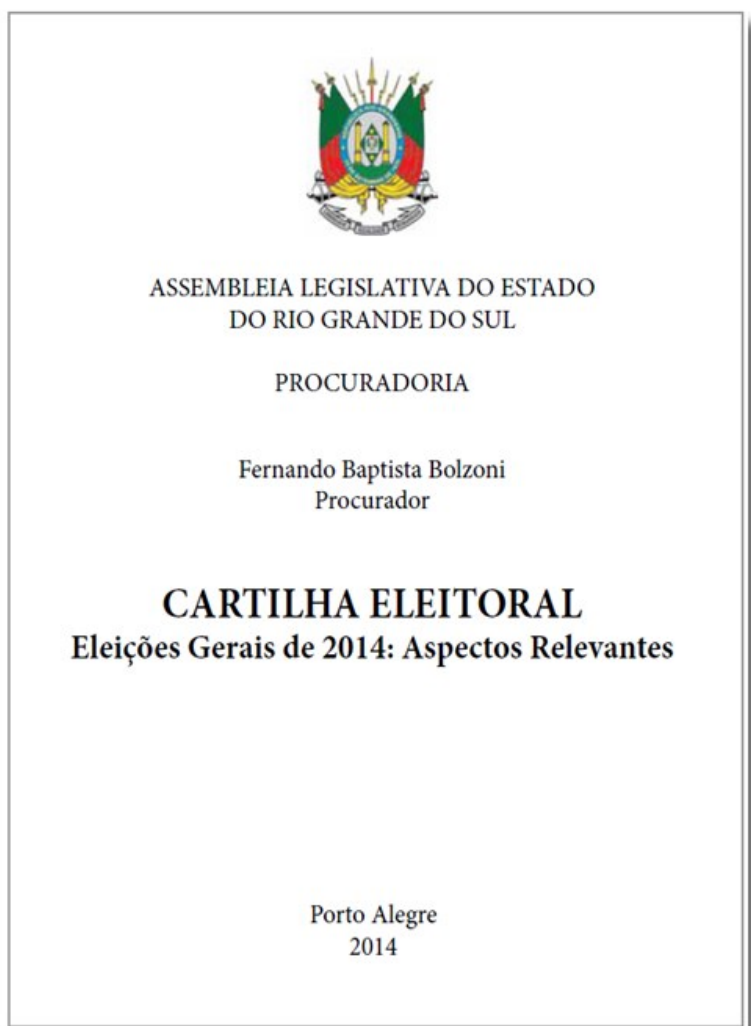 ASSEMBLEIA LEGISLATIVA DO ESTADO
DO RIO GRANDE DO SUL
PROCURADORIA
Fernando Baptista Bolzoni
Procurador
CARTILHA ELEITORAL
Eleições Gerais de 2014: Aspectos Relevantes
Porto Alegre
2014